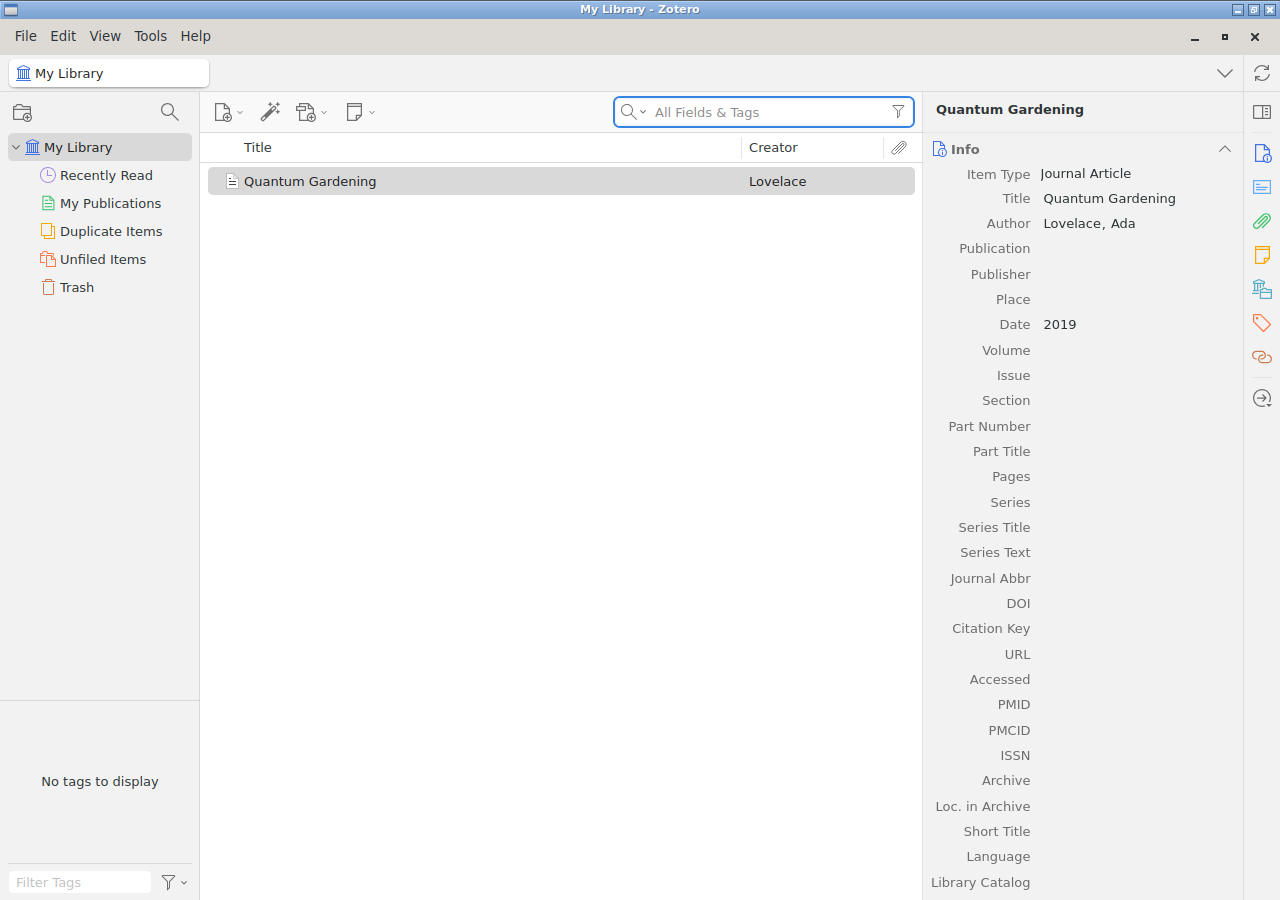 My Library - Zotero
File Edit View Tools Help
My Library
All Fields & Tags
My Library
Recently Read
My Publications
Duplicate Items
Unfiled Items
Trash
No tags to display
Filter Tags
Title Creator
Quantum Gardening Lovelace
Quantum Gardening
Info
Item Type Journal Article
Title Quantum Gardening
Author Lovelace, Ada
Publication
Publisher
Place
Date 2019
Volume
Issue
Section
Part Number
Part Title
Pages
Series
Series Title
Series Text
Journal Abbr
DOI
Citation Key
URL
Accessed
PMID
PMCID
ISSN
Archive
Loc. in Archive
Short Title
Language
Library Catalog